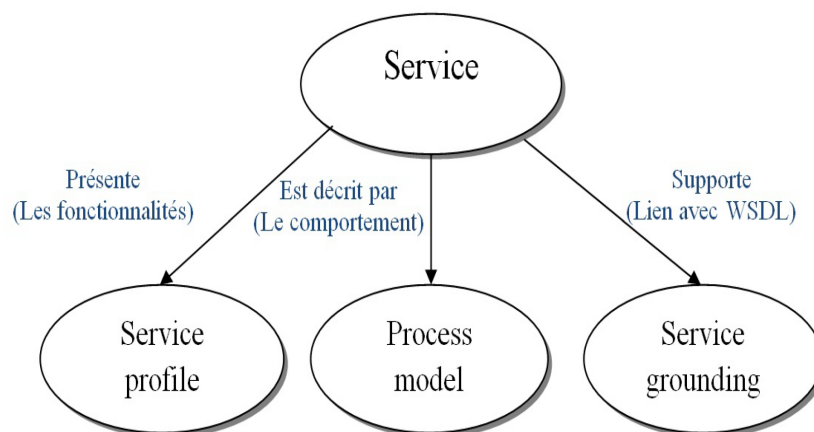 Service
Présente
(Les fonctionnalités)
Est décrit par
(Le comportement)
Supporte
(Lien avec WSDL)
Service
profile
Process
model
Service
grounding